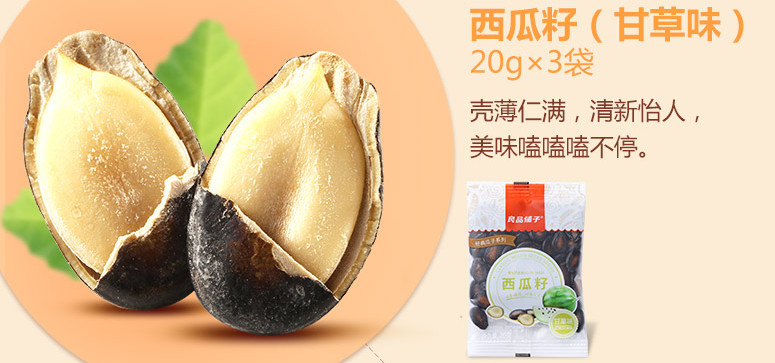 西瓜籽（甘草味）
20g×3袋
壳薄仁满，清新怡人，
美味嗑嗑嗑不停。
良品铺子
西瓜籽